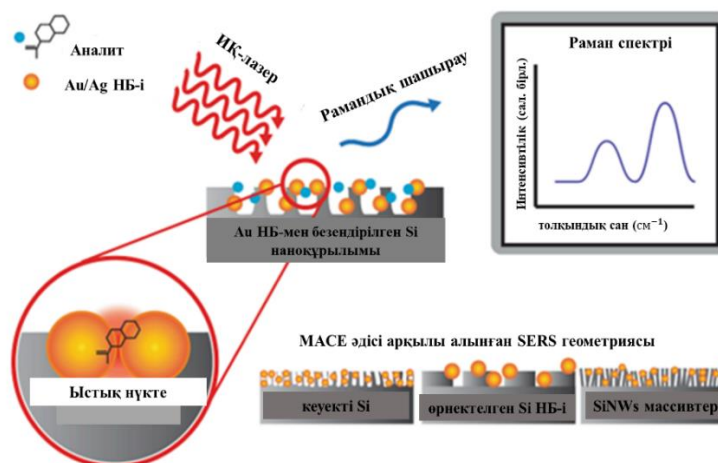 Аналит
Au/Ag НБ-і
ИҚ-лазер
Рамандық шашырау
Раман спектрі
Интенсивтілік (сал. бірл.)
толқындық сан (см⁻¹)
Au НБ-мен безендірілген Si
наноқұрылымы
Ыстық нүкте
MACE әдісі арқылы алынған SERS геометриясы
кеуекті Si
өрнектелген Si НБ-і
SiNWs массивтер